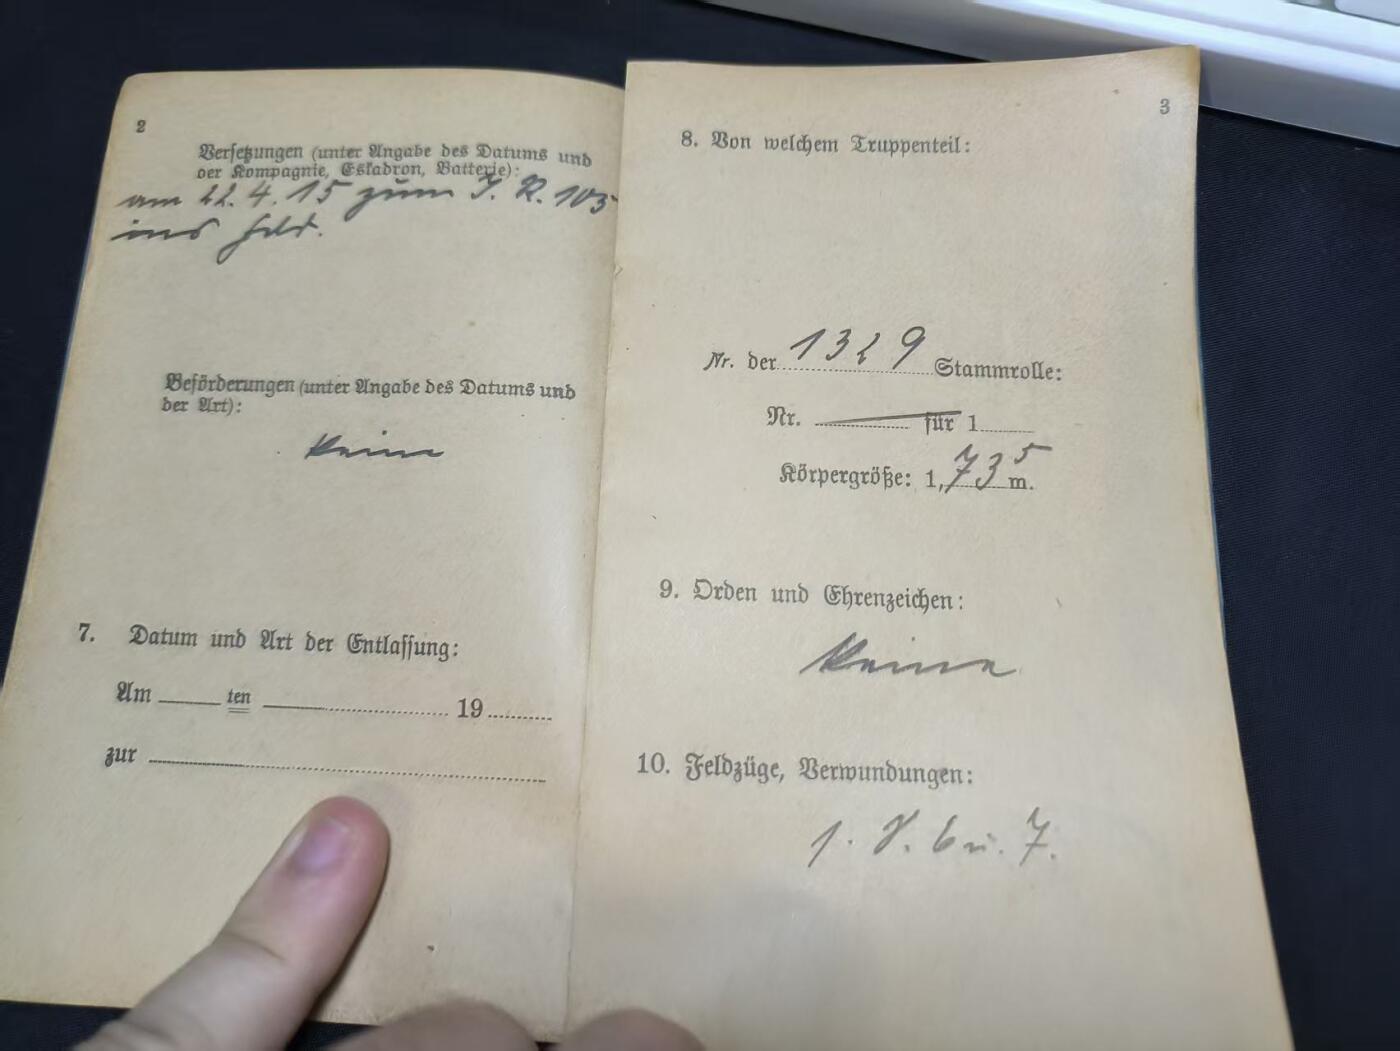 2
Versetzungen (unter Angabe des Datums und
der Kompagnie, Eskadron, Batterie):
am 22.4.15 zum J. R. 103
ins Feld.
Beförderungen (unter Angabe des Datums und
der Art):
keine
7. Datum und Art der Entlassung:
Am ten 19
zur
3
8. Von welchem Truppenteil:
Nr. der 1329 Stammrolle:
Nr. für 1
Körpergröße: 1,73⁵ m.
9. Orden und Ehrenzeichen:
Keine
10. Feldzüge, Verwundungen:
s. S. 6 u. 7.